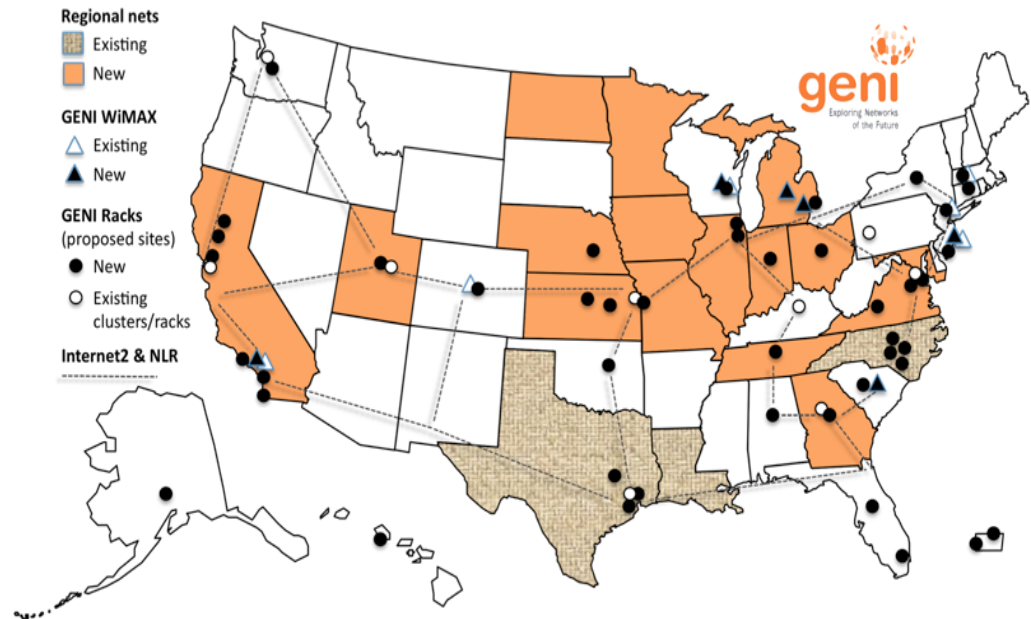 Regional nets
Existing
New
GENI WiMAX
Existing
New
GENI Racks
(proposed sites)
New
Existing
clusters/racks
Internet2 & NLR
geni
Exploring Networks
of the Future